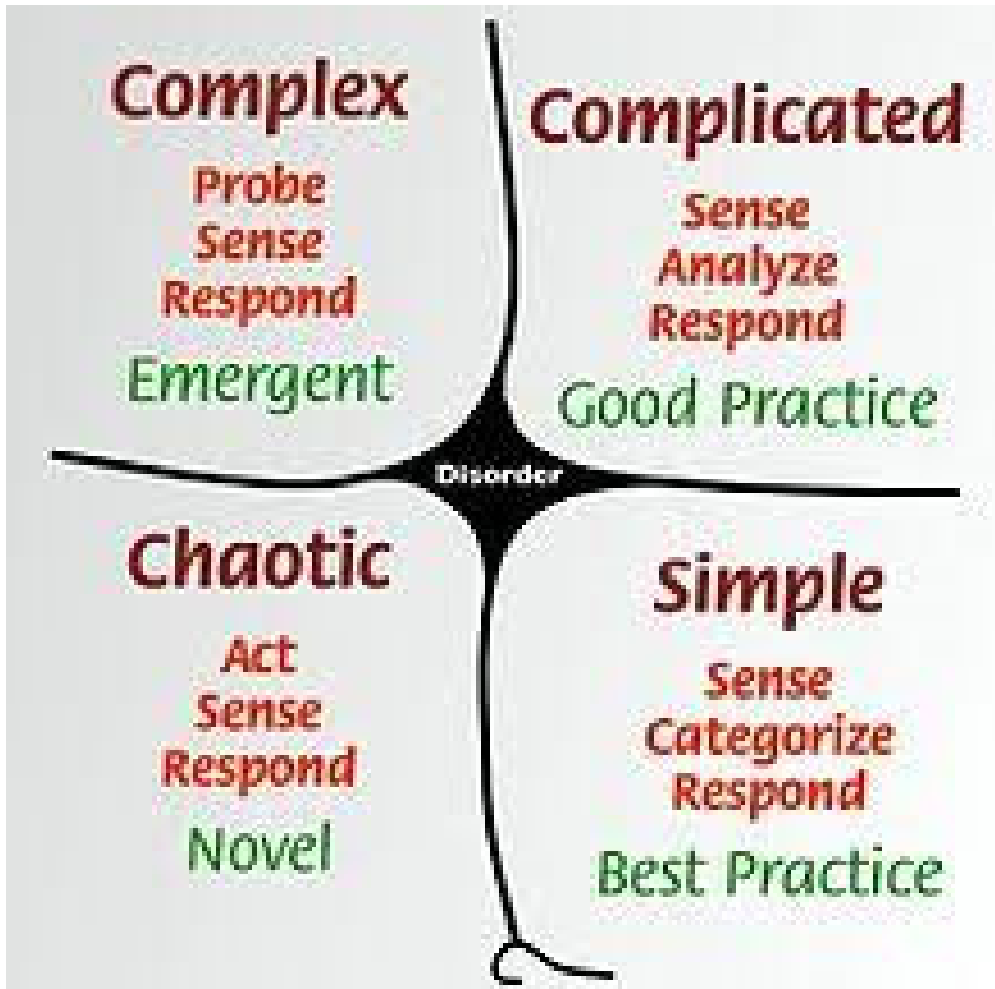 Complex
Probe
Sense
Respond
Emergent
Complicated
Sense
Analyze
Respond
Good Practice
Disorder
Chaotic
Act
Sense
Respond
Novel
Simple
Sense
Categorize
Respond
Best Practice